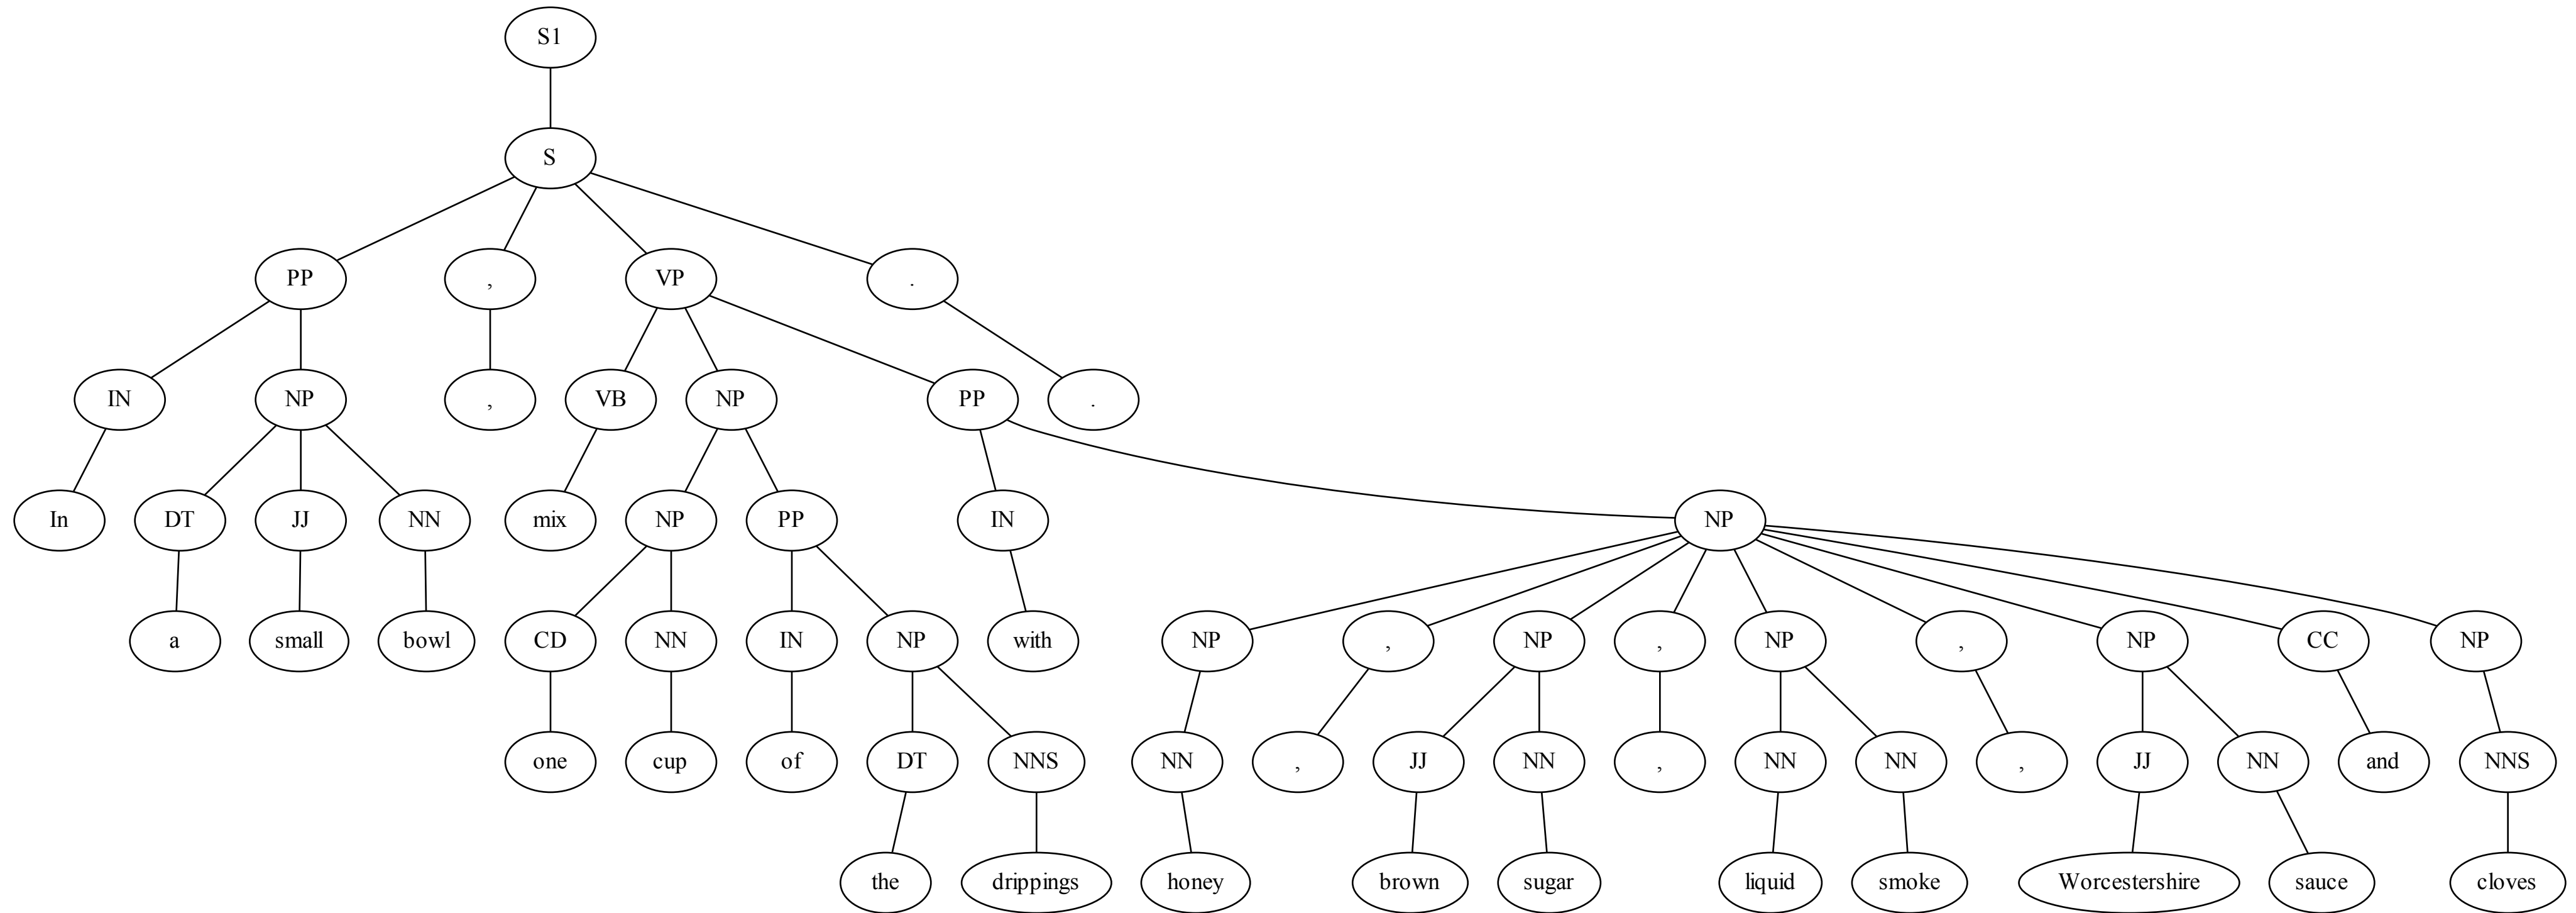 S1
S
PP , VP .
IN NP , VB NP PP .
In DT JJ NN mix NP PP IN NP
a small bowl CD NN IN NP with NP , NP , NP , NP CC NP
one cup of DT NNS NN , JJ NN , NN NN , JJ NN and NNS
the drippings honey brown sugar liquid smoke Worcestershire sauce cloves